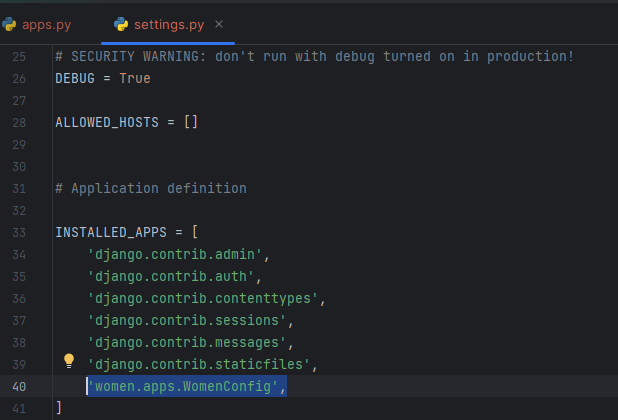 apps.py settings.py ×
25 # SECURITY WARNING: don't run with debug turned on in production!
26 DEBUG = True
27
28 ALLOWED_HOSTS = []
29
30
31 # Application definition
32
33 INSTALLED_APPS = [
34 'django.contrib.admin',
35 'django.contrib.auth',
36 'django.contrib.contenttypes',
37 'django.contrib.sessions',
38 'django.contrib.messages',
39 'django.contrib.staticfiles',
40 'women.apps.WomenConfig',
41 ]